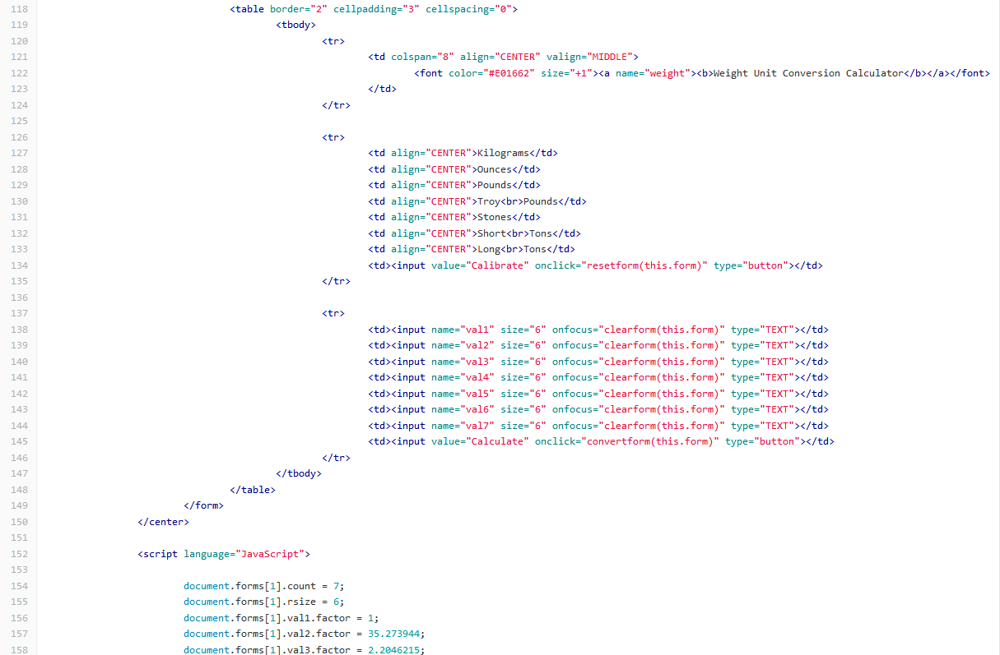 118 <table border="2" cellpadding="3" cellspacing="0">
119 <tbody>
120 <tr>
121 <td colspan="8" align="CENTER" valign="MIDDLE">
122 <font color="#E01662" size="+1"><a name="weight"><b>Weight Unit Conversion Calculator</b></a></font>
123 </td>
124 </tr>
125
126 <tr>
127 <td align="CENTER">Kilograms</td>
128 <td align="CENTER">Ounces</td>
129 <td align="CENTER">Pounds</td>
130 <td align="CENTER">Troy<br>Pounds</td>
131 <td align="CENTER">Stones</td>
132 <td align="CENTER">Short<br>Tons</td>
133 <td align="CENTER">Long<br>Tons</td>
134 <td><input value="Calibrate" onclick="resetform(this.form)" type="button"></td>
135 </tr>
136
137 <tr>
138 <td><input name="val1" size="6" onfocus="clearform(this.form)" type="TEXT"></td>
139 <td><input name="val2" size="6" onfocus="clearform(this.form)" type="TEXT"></td>
140 <td><input name="val3" size="6" onfocus="clearform(this.form)" type="TEXT"></td>
141 <td><input name="val4" size="6" onfocus="clearform(this.form)" type="TEXT"></td>
142 <td><input name="val5" size="6" onfocus="clearform(this.form)" type="TEXT"></td>
143 <td><input name="val6" size="6" onfocus="clearform(this.form)" type="TEXT"></td>
144 <td><input name="val7" size="6" onfocus="clearform(this.form)" type="TEXT"></td>
145 <td><input value="Calculate" onclick="convertform(this.form)" type="button"></td>
146 </tr>
147 </tbody>
148 </table>
149 </form>
150 </center>
151
152 <script language="JavaScript">
153
154 document.forms[1].count = 7;
155 document.forms[1].rsize = 6;
156 document.forms[1].val1.factor = 1;
157 document.forms[1].val2.factor = 35.273944;
158 document.forms[1].val3.factor = 2.2046215;